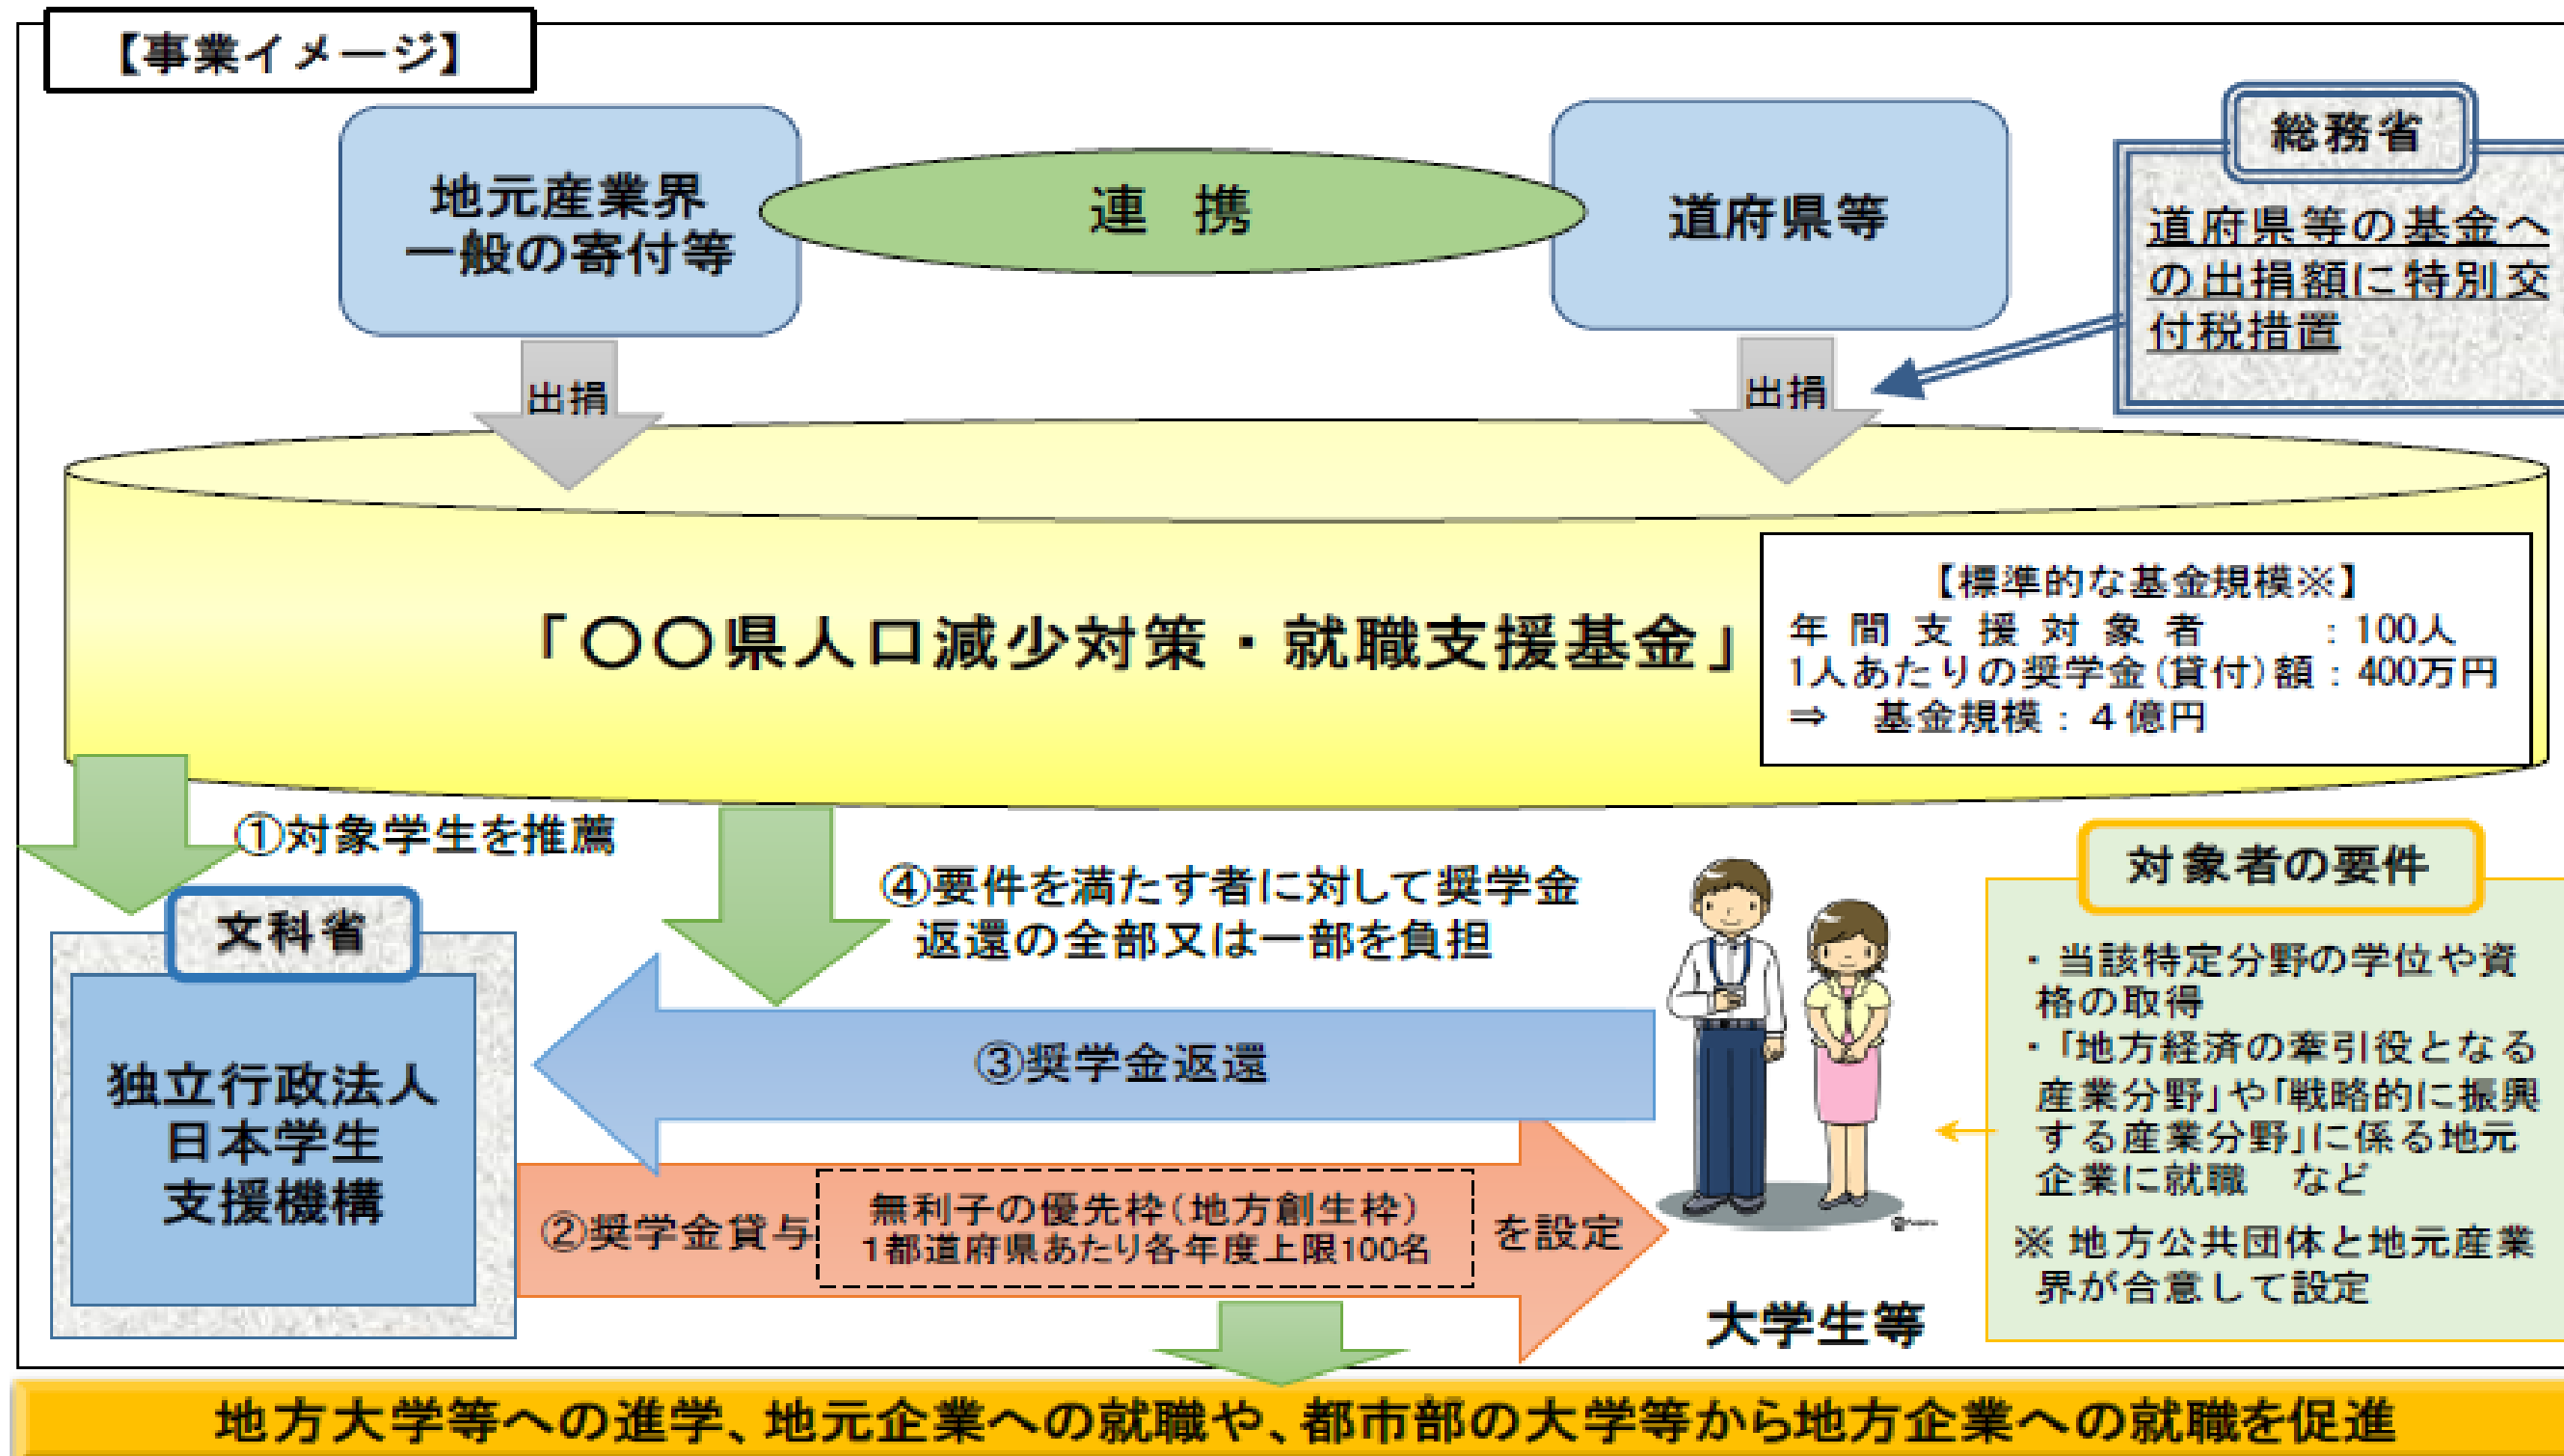 【事業イメージ】
地元産業界
一般の寄付等
連　携
道府県等
総務省
道府県等の基金へ
の出捐額に特別交
付税措置
出捐
出捐
「〇〇県人口減少対策・就職支援基金」
【標準的な基金規模※】
年間支援対象者　　：100人
1人あたりの奨学金(貸付)額：400万円
⇒　基金規模：４億円
①対象学生を推薦
④要件を満たす者に対して奨学金
返還の全部又は一部を負担
文科省
独立行政法人
日本学生
支援機構
③奨学金返還
②奨学金貸与
無利子の優先枠(地方創生枠)
1都道府県あたり各年度上限100名
を設定
大学生等
対象者の要件
・当該特定分野の学位や資
格の取得
・「地方経済の牽引役となる
産業分野」や「戦略的に振興
する産業分野」に係る地元
企業に就職　など
※ 地方公共団体と地元産業
界が合意して設定
地方大学等への進学、地元企業への就職や、都市部の大学等から地方企業への就職を促進